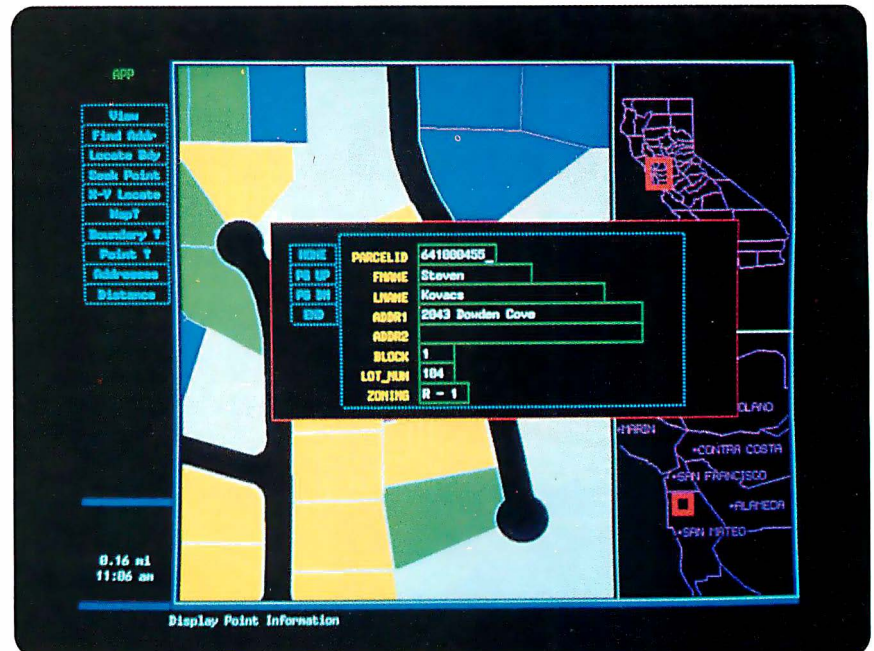 APP
View
Find Addr
Locate Bdy
Seek Point
X-Y Locate
Map?
Boundary ?
Point ?
Addresses
Distance
HOME
PG UP
PG DN
END
PARCELID 641000455_
FNAME Steven
LNAME Kovacs
ADDR1 2043 Dowden Cove
ADDR2
BLOCK 1
LOT_NUM 104
ZONING R - 1
OLANO
MARIN
CONTRA COSTA
SAN FRANCISCO
ALAMEDA
SAN MATEO
0.16 mi
11:06 am
Display Point Information